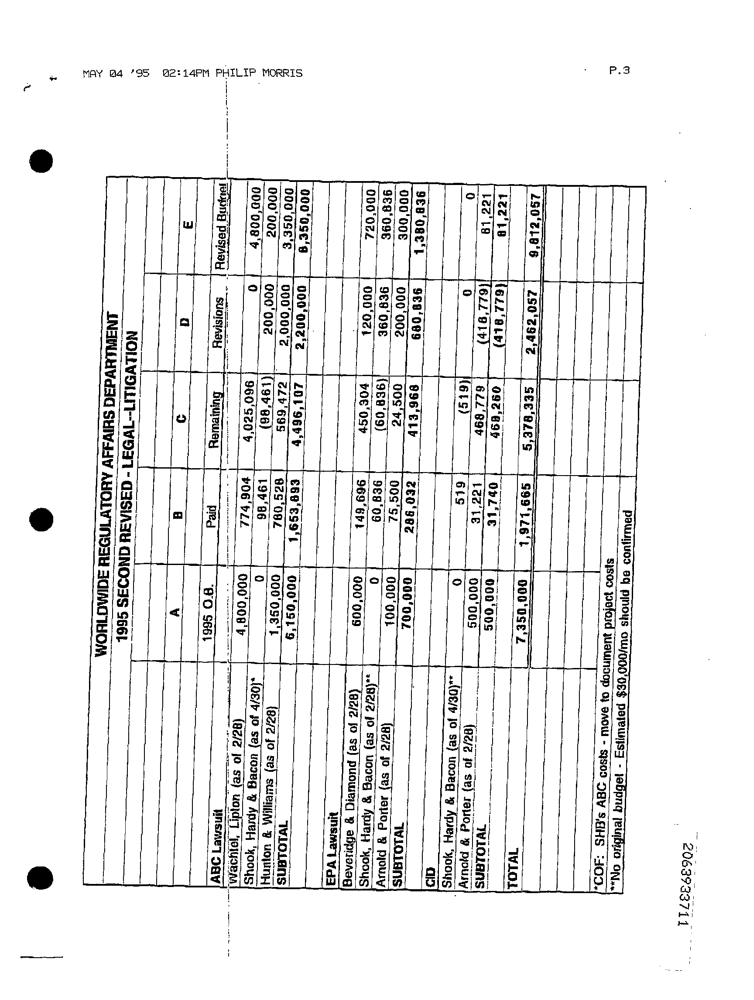 MAY 04 '95 02:14PM PHILIP MORRIS P.3
WORLDWIDE REGULATORY AFFAIRS DEPARTMENT
1995 SECOND REVISED - LEGAL--LITIGATION
A B C D E
1995 O.B. Paid Remaining Revisions Revised Budget
ABC Lawsuit
Wachtel, Lipton (as of 2/28) 4,800,000 774,904 4,025,096 0 4,800,000
Shook, Hardy & Bacon (as of 4/30)* 0 98,461 (98,461) 200,000 200,000
Hunton & Williams (as of 2/28) 1,350,000 780,528 569,472 2,000,000 3,350,000
SUBTOTAL 6,150,000 1,653,893 4,496,107 2,200,000 8,350,000
EPA Lawsuit
Beveridge & Diamond (as of 2/28) 600,000 149,696 450,304 120,000 720,000
Shook, Hardy & Bacon (as of 2/28)** 0 60,836 (60,836) 360,836 360,836
Arnold & Porter (as of 2/28) 100,000 75,500 24,500 200,000 300,000
SUBTOTAL 700,000 286,032 413,968 680,836 1,380,836
CID
Shook, Hardy & Bacon (as of 4/30)** 0 519 (519) 0 0
Arnold & Porter (as of 2/28) 500,000 31,221 468,779 (418,779) 81,221
SUBTOTAL 500,000 31,740 468,260 (418,779) 81,221
TOTAL 7,350,000 1,971,665 5,378,335 2,462,057 9,812,057
*COF: SHB's ABC costs - move to document project costs
**No original budget - Estimated $30,000/mo should be confirmed
2063933711